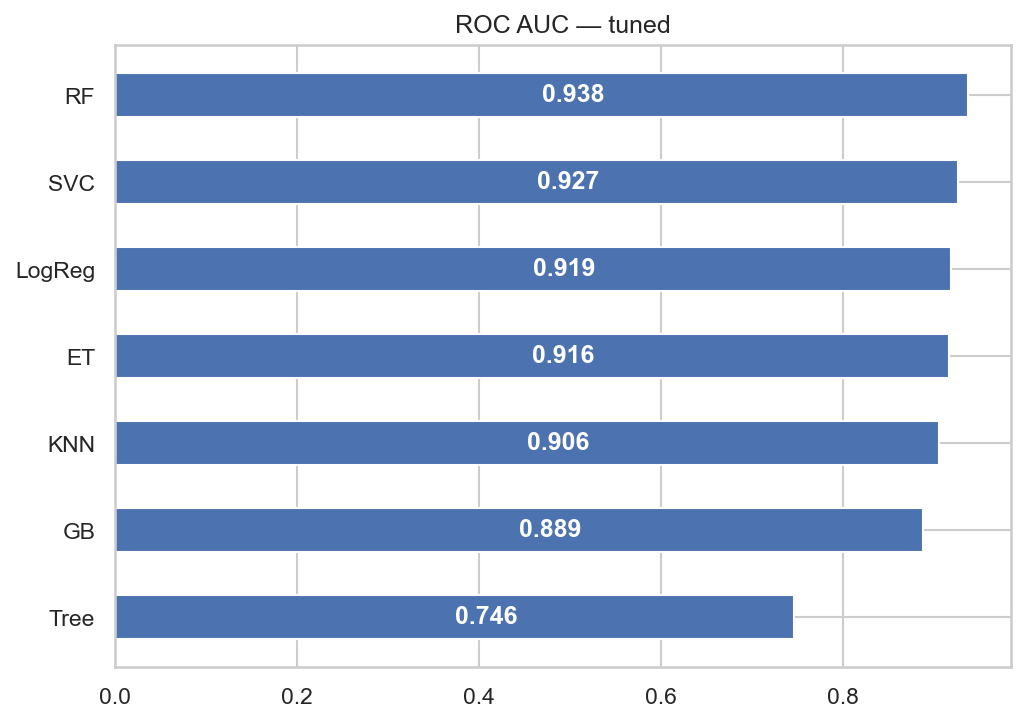 ROC AUC — tuned
RF 0.938
SVC 0.927
LogReg 0.919
ET 0.916
KNN 0.906
GB 0.889
Tree 0.746
0.0 0.2 0.4 0.6 0.8